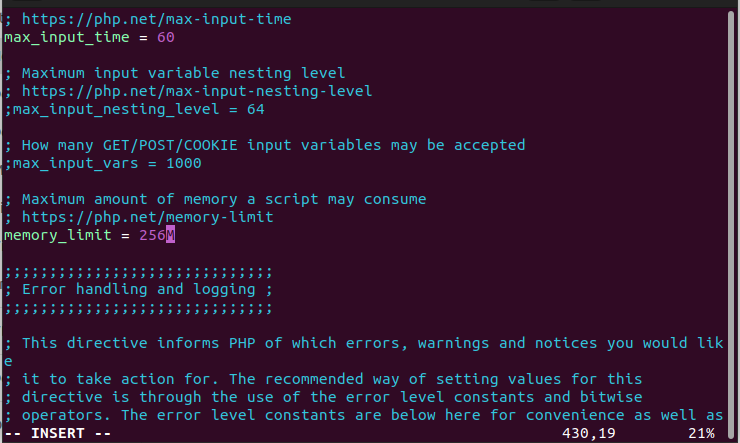 ; https://php.net/max-input-time
max_input_time = 60
; Maximum input variable nesting level
; https://php.net/max-input-nesting-level
;max_input_nesting_level = 64
; How many GET/POST/COOKIE input variables may be accepted
;max_input_vars = 1000
; Maximum amount of memory a script may consume
; https://php.net/memory-limit
memory_limit = 256M
;;;;;;;;;;;;;;;;;;;;;;;;;;;;;;
; Error handling and logging ;
;;;;;;;;;;;;;;;;;;;;;;;;;;;;;;
; This directive informs PHP of which errors, warnings and notices you would lik
e
; it to take action for. The recommended way of setting values for this
; directive is through the use of the error level constants and bitwise
; operators. The error level constants are below here for convenience as well as
-- INSERT -- 430,19 21%